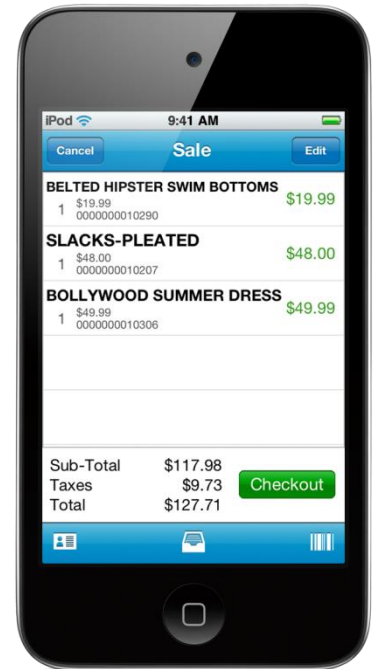 iPod 9:41 AM
Cancel Sale Edit
BELTED HIPSTER SWIM BOTTOMS
$19.99
1 $19.99
0000000010290
SLACKS-PLEATED
$48.00
1 $48.00
0000000010207
BOLLYWOOD SUMMER DRESS
$49.99
1 $49.99
0000000010306
Sub-Total $117.98
Taxes $9.73
Checkout
Total $127.71